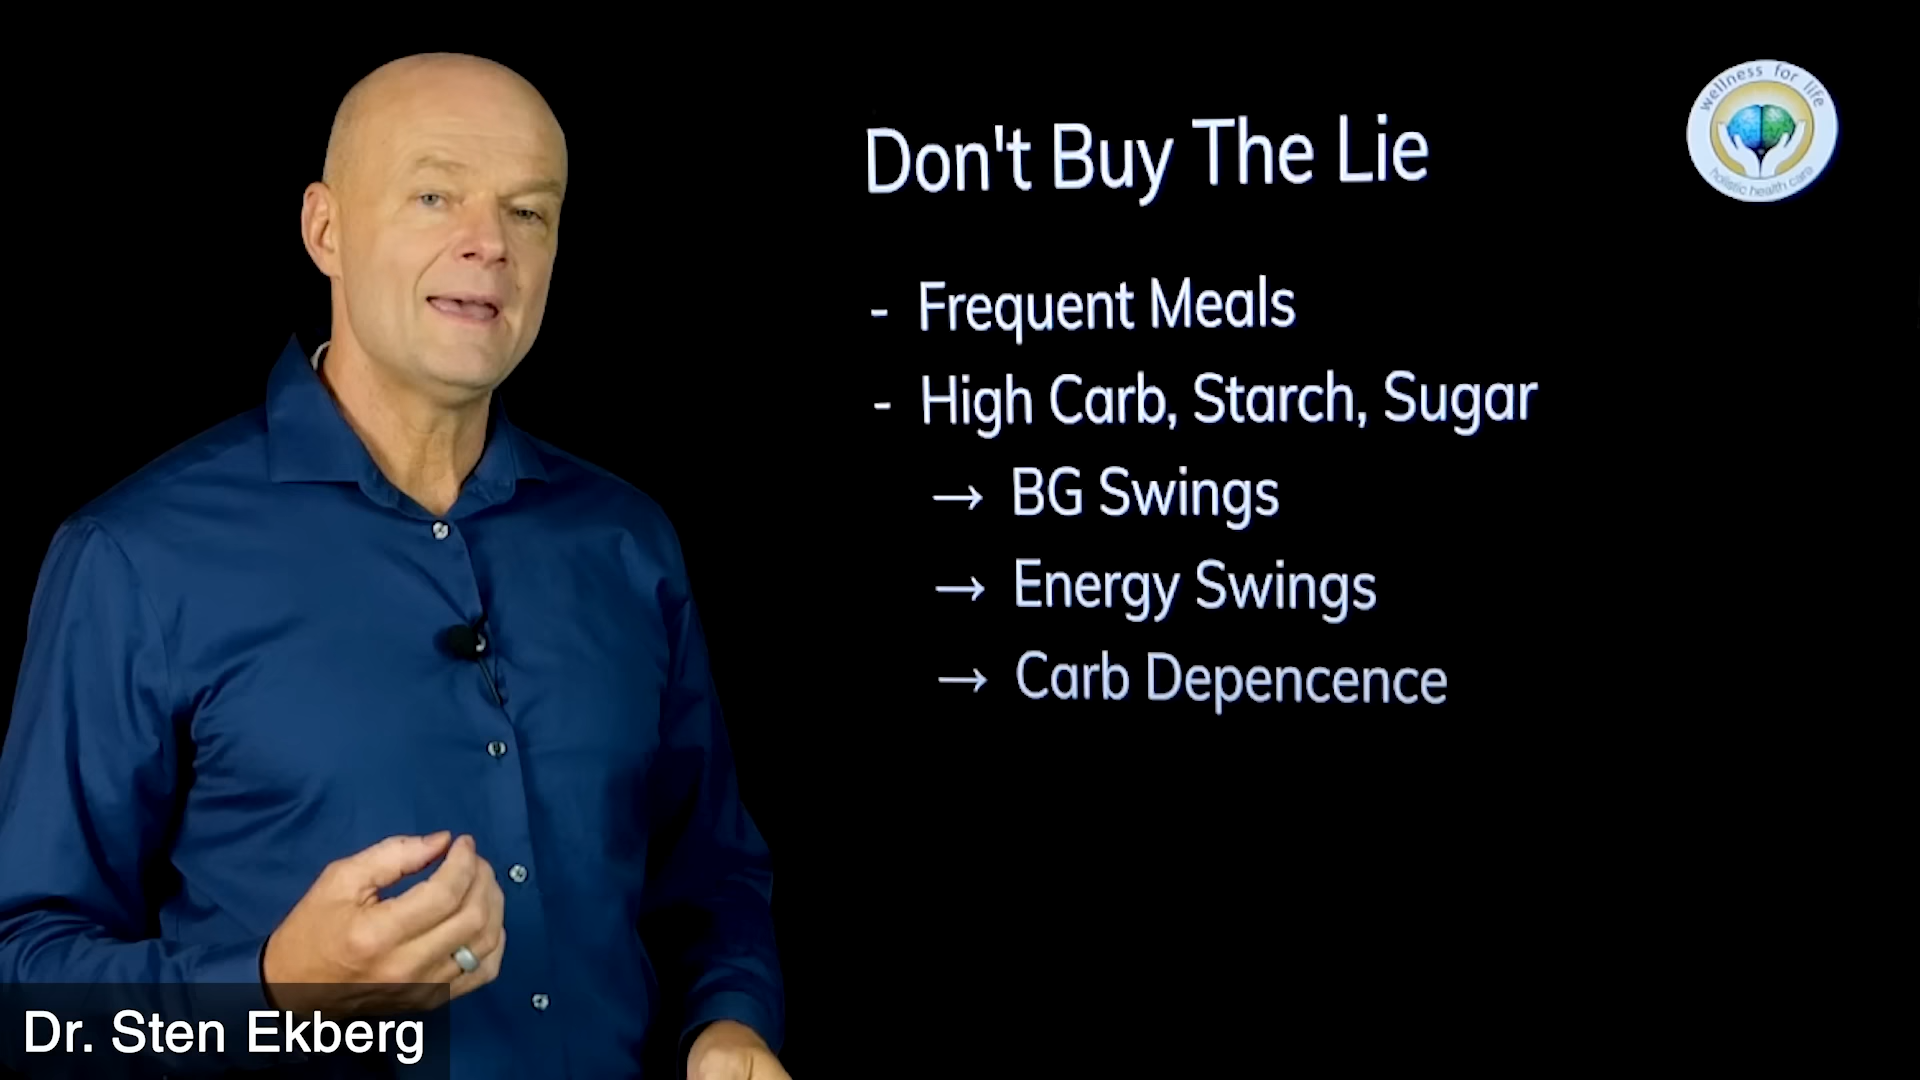 Don't Buy The Lie
wellness for life
holistic health care
- Frequent Meals
- High Carb, Starch, Sugar
→ BG Swings
→ Energy Swings
→ Carb Depencence
Dr. Sten Ekberg